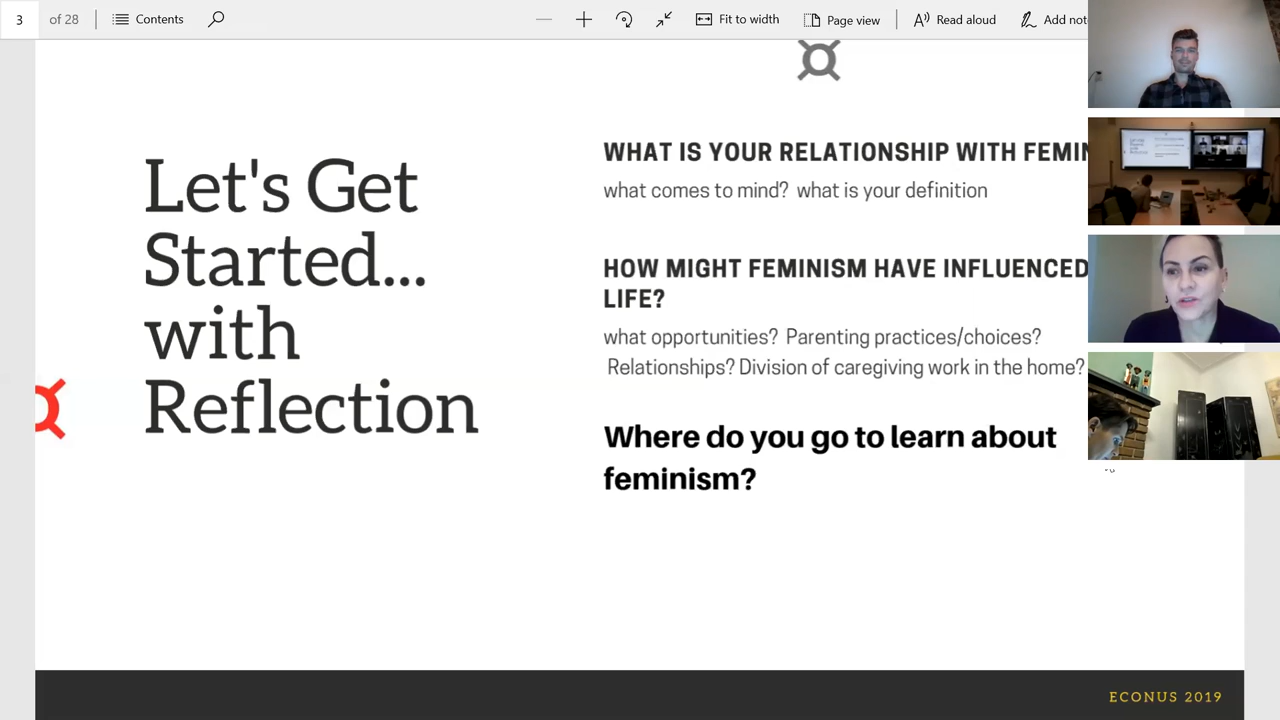 3
of 28
Contents
Fit to width
Page view
Read aloud
Let's Get
Started...
with
Reflection
WHAT IS YOUR RELATIONSHIP WITH
what comes to mind? what is your definition
HOW MIGHT FEMINISM HAVE INFLUENCED
LIFE?
what opportunities? Parenting practices/choices?
Relationships? Division of caregiving work in the home?
Where do you go to learn about
feminism?
ECONUS 2019